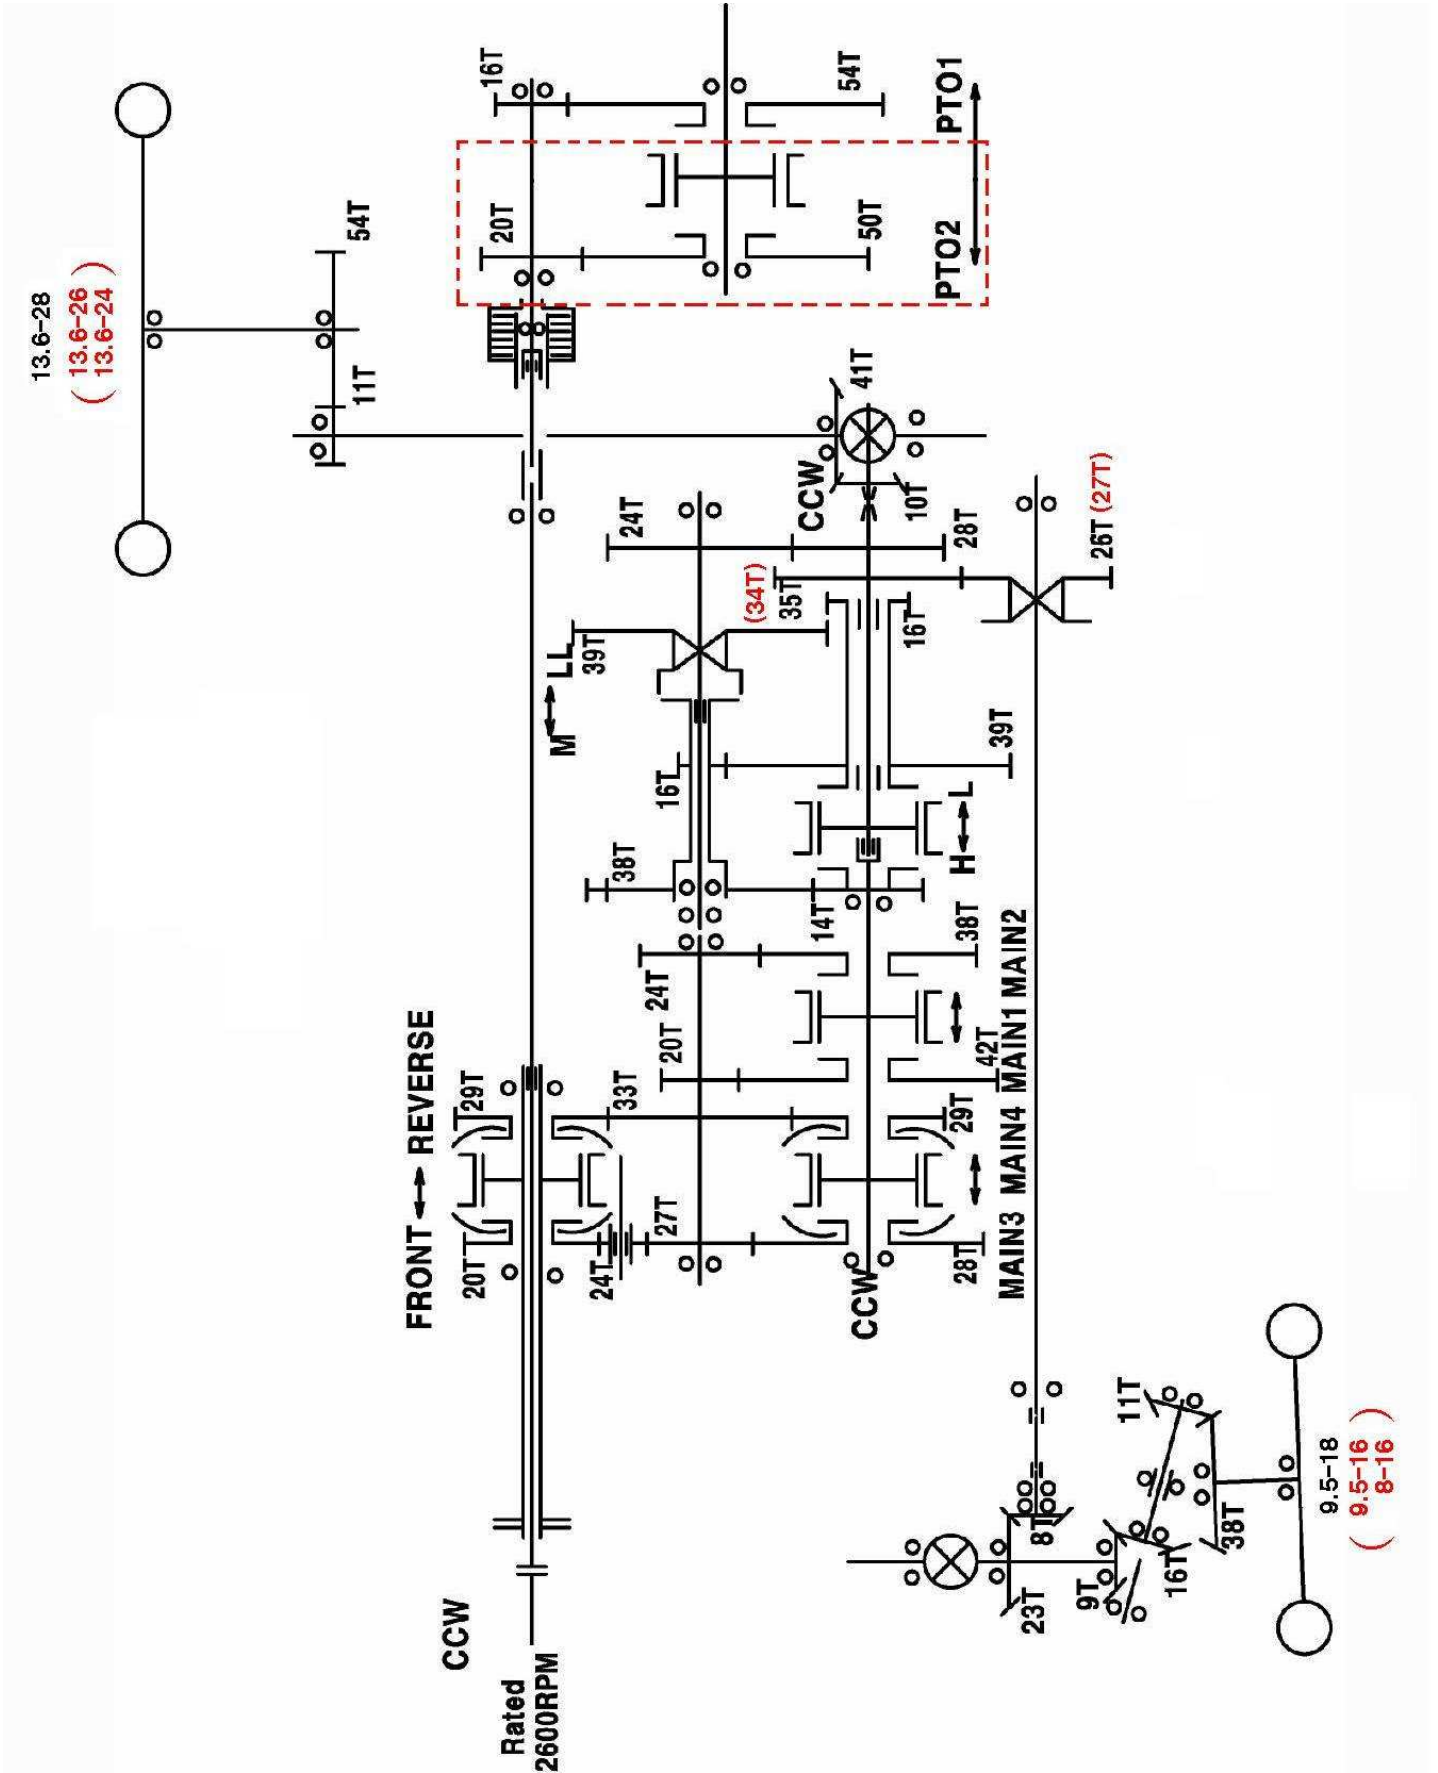 13.6-28
( 13.6-26 )
13.6-24
54T
11T
16T
20T
54T
50T
PTO1
PTO2
41T
CCW
10T
24T
28T
26T (27T)
(34T)
35T
16T
39T
M LL
16T
39T
38T
H L
14T
38T
24T
20T
42T
MAIN3 MAIN4 MAIN1 MAIN2
FRONT REVERSE
29T
33T
29T
20T
24T
27T
28T
CCW
CCW
Rated
2600RPM
8T
23T
9T
16T
11T
38T
9.5-18
( 9.5-16 )
8-16